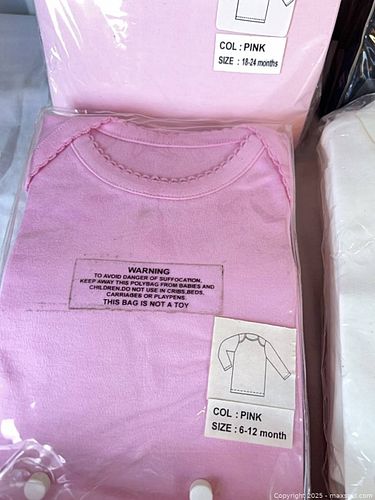 COL : PINK
SIZE : 18-24 months
WARNING
TO AVOID DANGER OF SUFFOCATION,
KEEP AWAY THIS POLYBAG FROM BABIES AND
CHILDREN.DO NOT USE IN CRIBS,BEDS,
CARRIAGES OR PLAYPENS.
THIS BAG IS NOT A TOY
COL : PINK
SIZE : 6-12 month
Copyright © 2025 - maxsold.com